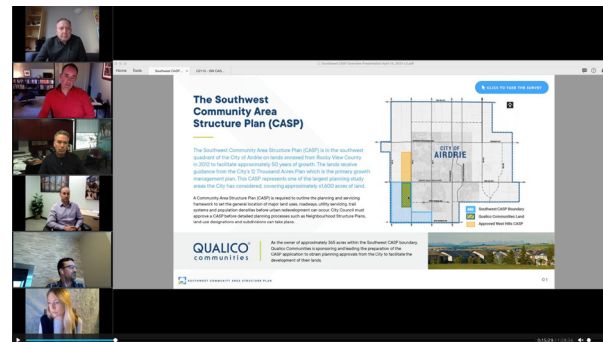 Home Tools Southwest CASP...
CLICK TO TAKE THE SURVEY
The Southwest
Community Area
Structure Plan (CASP)
The Southwest Community Area Structure Plan (CASP) is in the southwest
quadrant of the City of Airdrie on lands annexed from Rocky View County
in 2012 to facilitate approximately 50 years of growth. The lands receive
guidance from the City's 12 Thousand Acres Plan which is the primary growth
management plan. This CASP represents one of the largest planning study
areas the City has considered, covering approximately 1,600 acres of land.
A Community Area Structure Plan (CASP) is required to outline the planning and servicing
framework to set the general location of major land uses, roadways, utility servicing, trail
systems and population densities before urban redevelopment can occur. City Council must
approve a CASP before detailed planning processes such as Neighbourhood Structure Plans,
land use designations and subdivisions can take place.
CITY OF
AIRDRIE
Southwest CASP Boundary
Qualico Communities Land
Approved West Hills CASP
QUALICO
communities
As the owner of approximately 365 acres within the Southwest CASP boundary,
Qualico Communities is sponsoring and leading the preparation of the
CASP application to obtain planning approvals from the City to facilitate the
development of their lands.
SOUTHWEST COMMUNITY AREA STRUCTURE PLAN
01